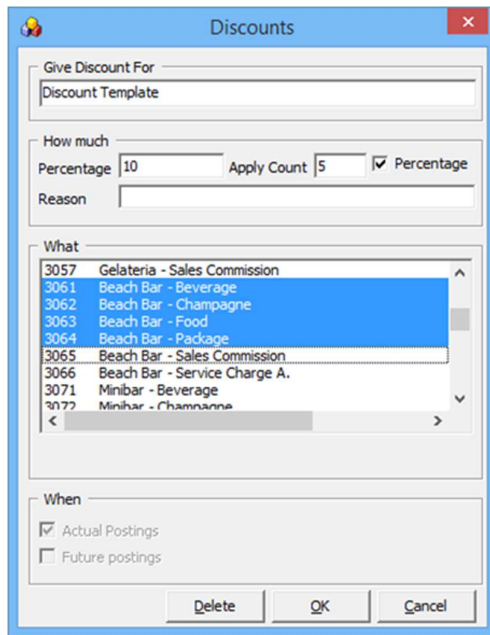 Discounts
Give Discount For
Discount Template
How much
Percentage 10 Apply Count 5 Percentage
Reason
What
3057 Gelateria - Sales Commission
3061 Beach Bar - Beverage
3062 Beach Bar - Champagne
3063 Beach Bar - Food
3064 Beach Bar - Package
3065 Beach Bar - Sales Commission
3066 Beach Bar - Service Charge A.
3071 Minibar - Beverage
3072 Minibar - Champagne
When
Actual Postings
Future postings
Delete OK Cancel